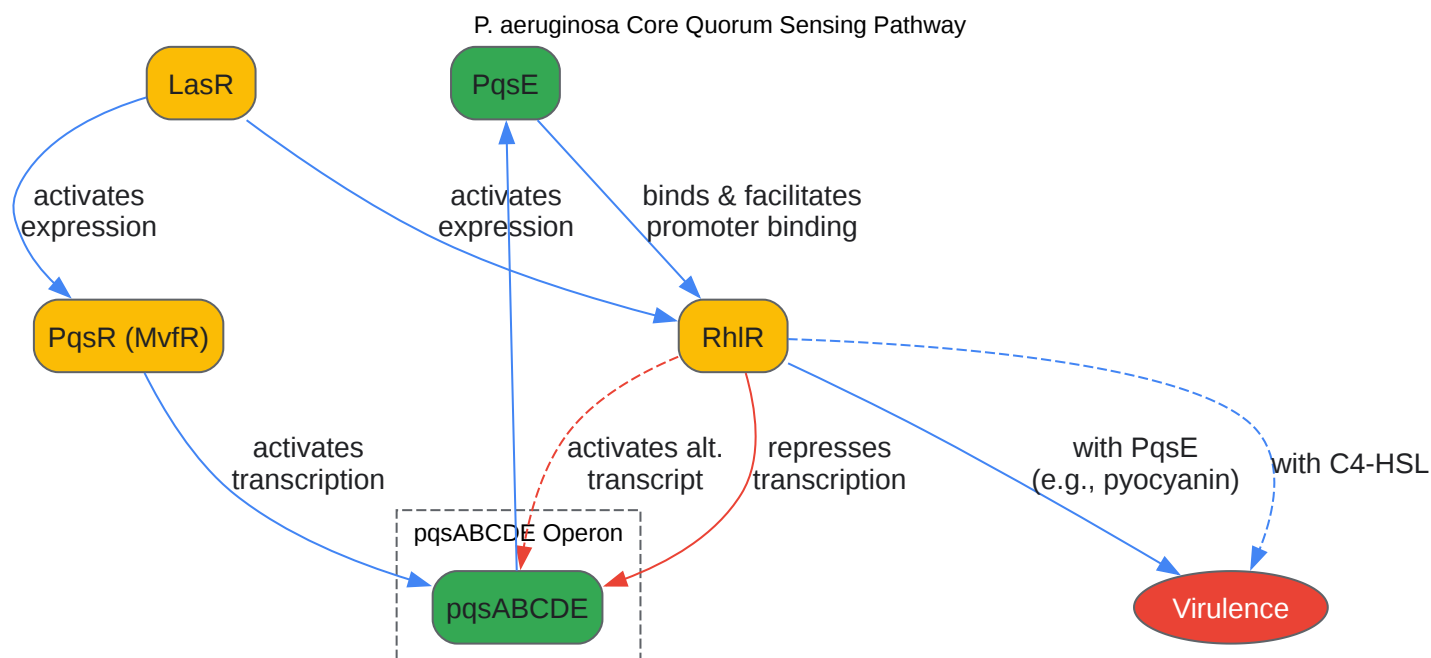 P. aeruginosa Core Quorum Sensing Pathway
LasR
PqsE
activates
expression
activates
expression
binds & facilitates
promoter binding
PqsR (MvfR)
RhlR
activates
transcription
activates alt.
transcript
represses
transcription
with PqsE
(e.g., pyocyanin)
with C4-HSL
pqsABCDE Operon
pqsABCDE
Virulence